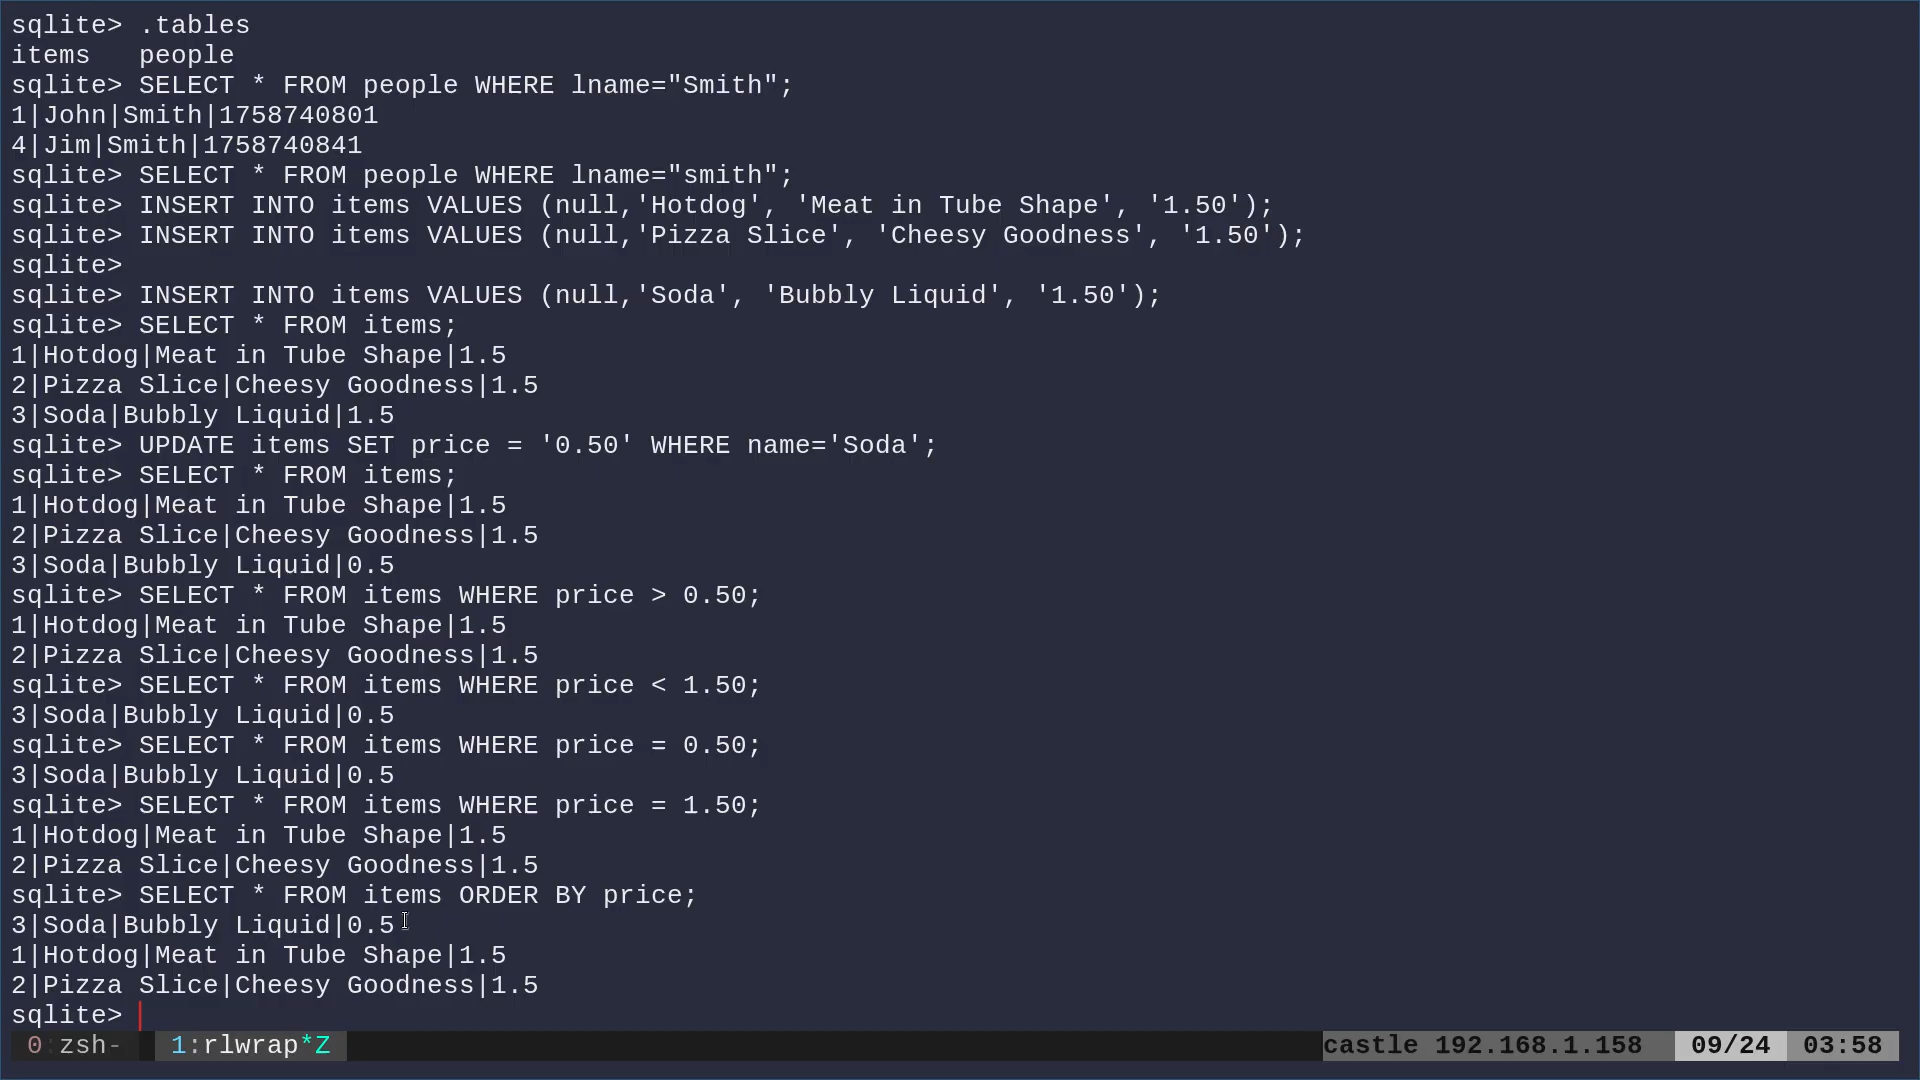 sqlite> .tables
items   people
sqlite> SELECT * FROM people WHERE lname="Smith";
1|John|Smith|1758740801
4|Jim|Smith|1758740841
sqlite> SELECT * FROM people WHERE lname="smith";
sqlite> INSERT INTO items VALUES (null,'Hotdog', 'Meat in Tube Shape', '1.50');
sqlite> INSERT INTO items VALUES (null,'Pizza Slice', 'Cheesy Goodness', '1.50');
sqlite>
sqlite> INSERT INTO items VALUES (null,'Soda', 'Bubbly Liquid', '1.50');
sqlite> SELECT * FROM items;
1|Hotdog|Meat in Tube Shape|1.5
2|Pizza Slice|Cheesy Goodness|1.5
3|Soda|Bubbly Liquid|1.5
sqlite> UPDATE items SET price = '0.50' WHERE name='Soda';
sqlite> SELECT * FROM items;
1|Hotdog|Meat in Tube Shape|1.5
2|Pizza Slice|Cheesy Goodness|1.5
3|Soda|Bubbly Liquid|0.5
sqlite> SELECT * FROM items WHERE price > 0.50;
1|Hotdog|Meat in Tube Shape|1.5
2|Pizza Slice|Cheesy Goodness|1.5
sqlite> SELECT * FROM items WHERE price < 1.50;
3|Soda|Bubbly Liquid|0.5
sqlite> SELECT * FROM items WHERE price = 0.50;
3|Soda|Bubbly Liquid|0.5
sqlite> SELECT * FROM items WHERE price = 1.50;
1|Hotdog|Meat in Tube Shape|1.5
2|Pizza Slice|Cheesy Goodness|1.5
sqlite> SELECT * FROM items ORDER BY price;
3|Soda|Bubbly Liquid|0.5
1|Hotdog|Meat in Tube Shape|1.5
2|Pizza Slice|Cheesy Goodness|1.5
sqlite>
0:zsh-  1:rlwrap*Z  castle 192.168.1.158  09/24  03:58